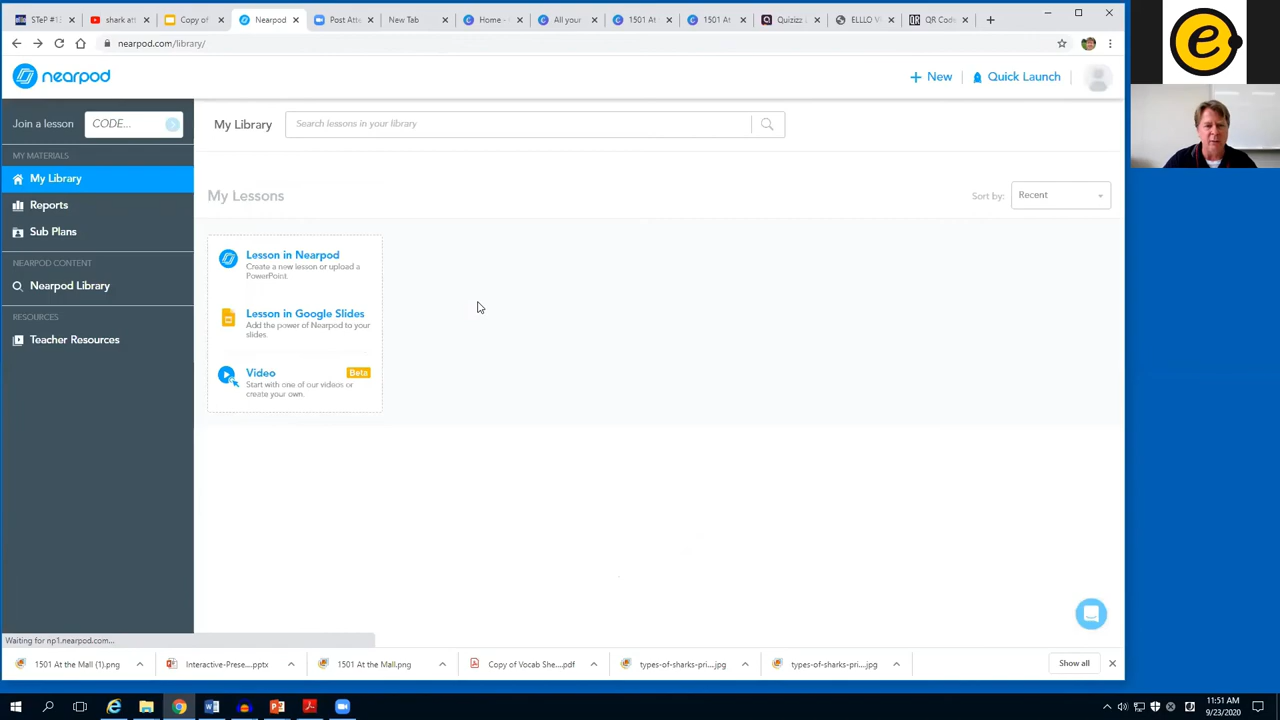 STeP #13
shark att
Copy of
Nearpod
Post Atte
New Tab
Home -
All your
1501 At
1501 At
Quizizz
ELLLO Vi
QR Code
nearpod.com/library/
nearpod
New
Quick Launch
Join a lesson
CODE...
My Library
Search lessons in your library
MY MATERIALS
My Library
Reports
Sub Plans
NEARPOD CONTENT
Nearpod Library
RESOURCES
Teacher Resources
My Lessons
Sort by:
Recent
Lesson in Nearpod
Create a new lesson or upload a
PowerPoint.
Lesson in Google Slides
Add the power of Nearpod to your
slides.
Video
Beta
Start with one of our videos or
create your own.
Waiting for np1.nearpod.com...
1501 At the Mall (1).png
Interactive-Prese....pptx
1501 At the Mall.png
Copy of Vocab She....pdf
types-of-sharks-pri....jpg
types-of-sharks-pri....jpg
Show all
11:51 AM
9/23/2020